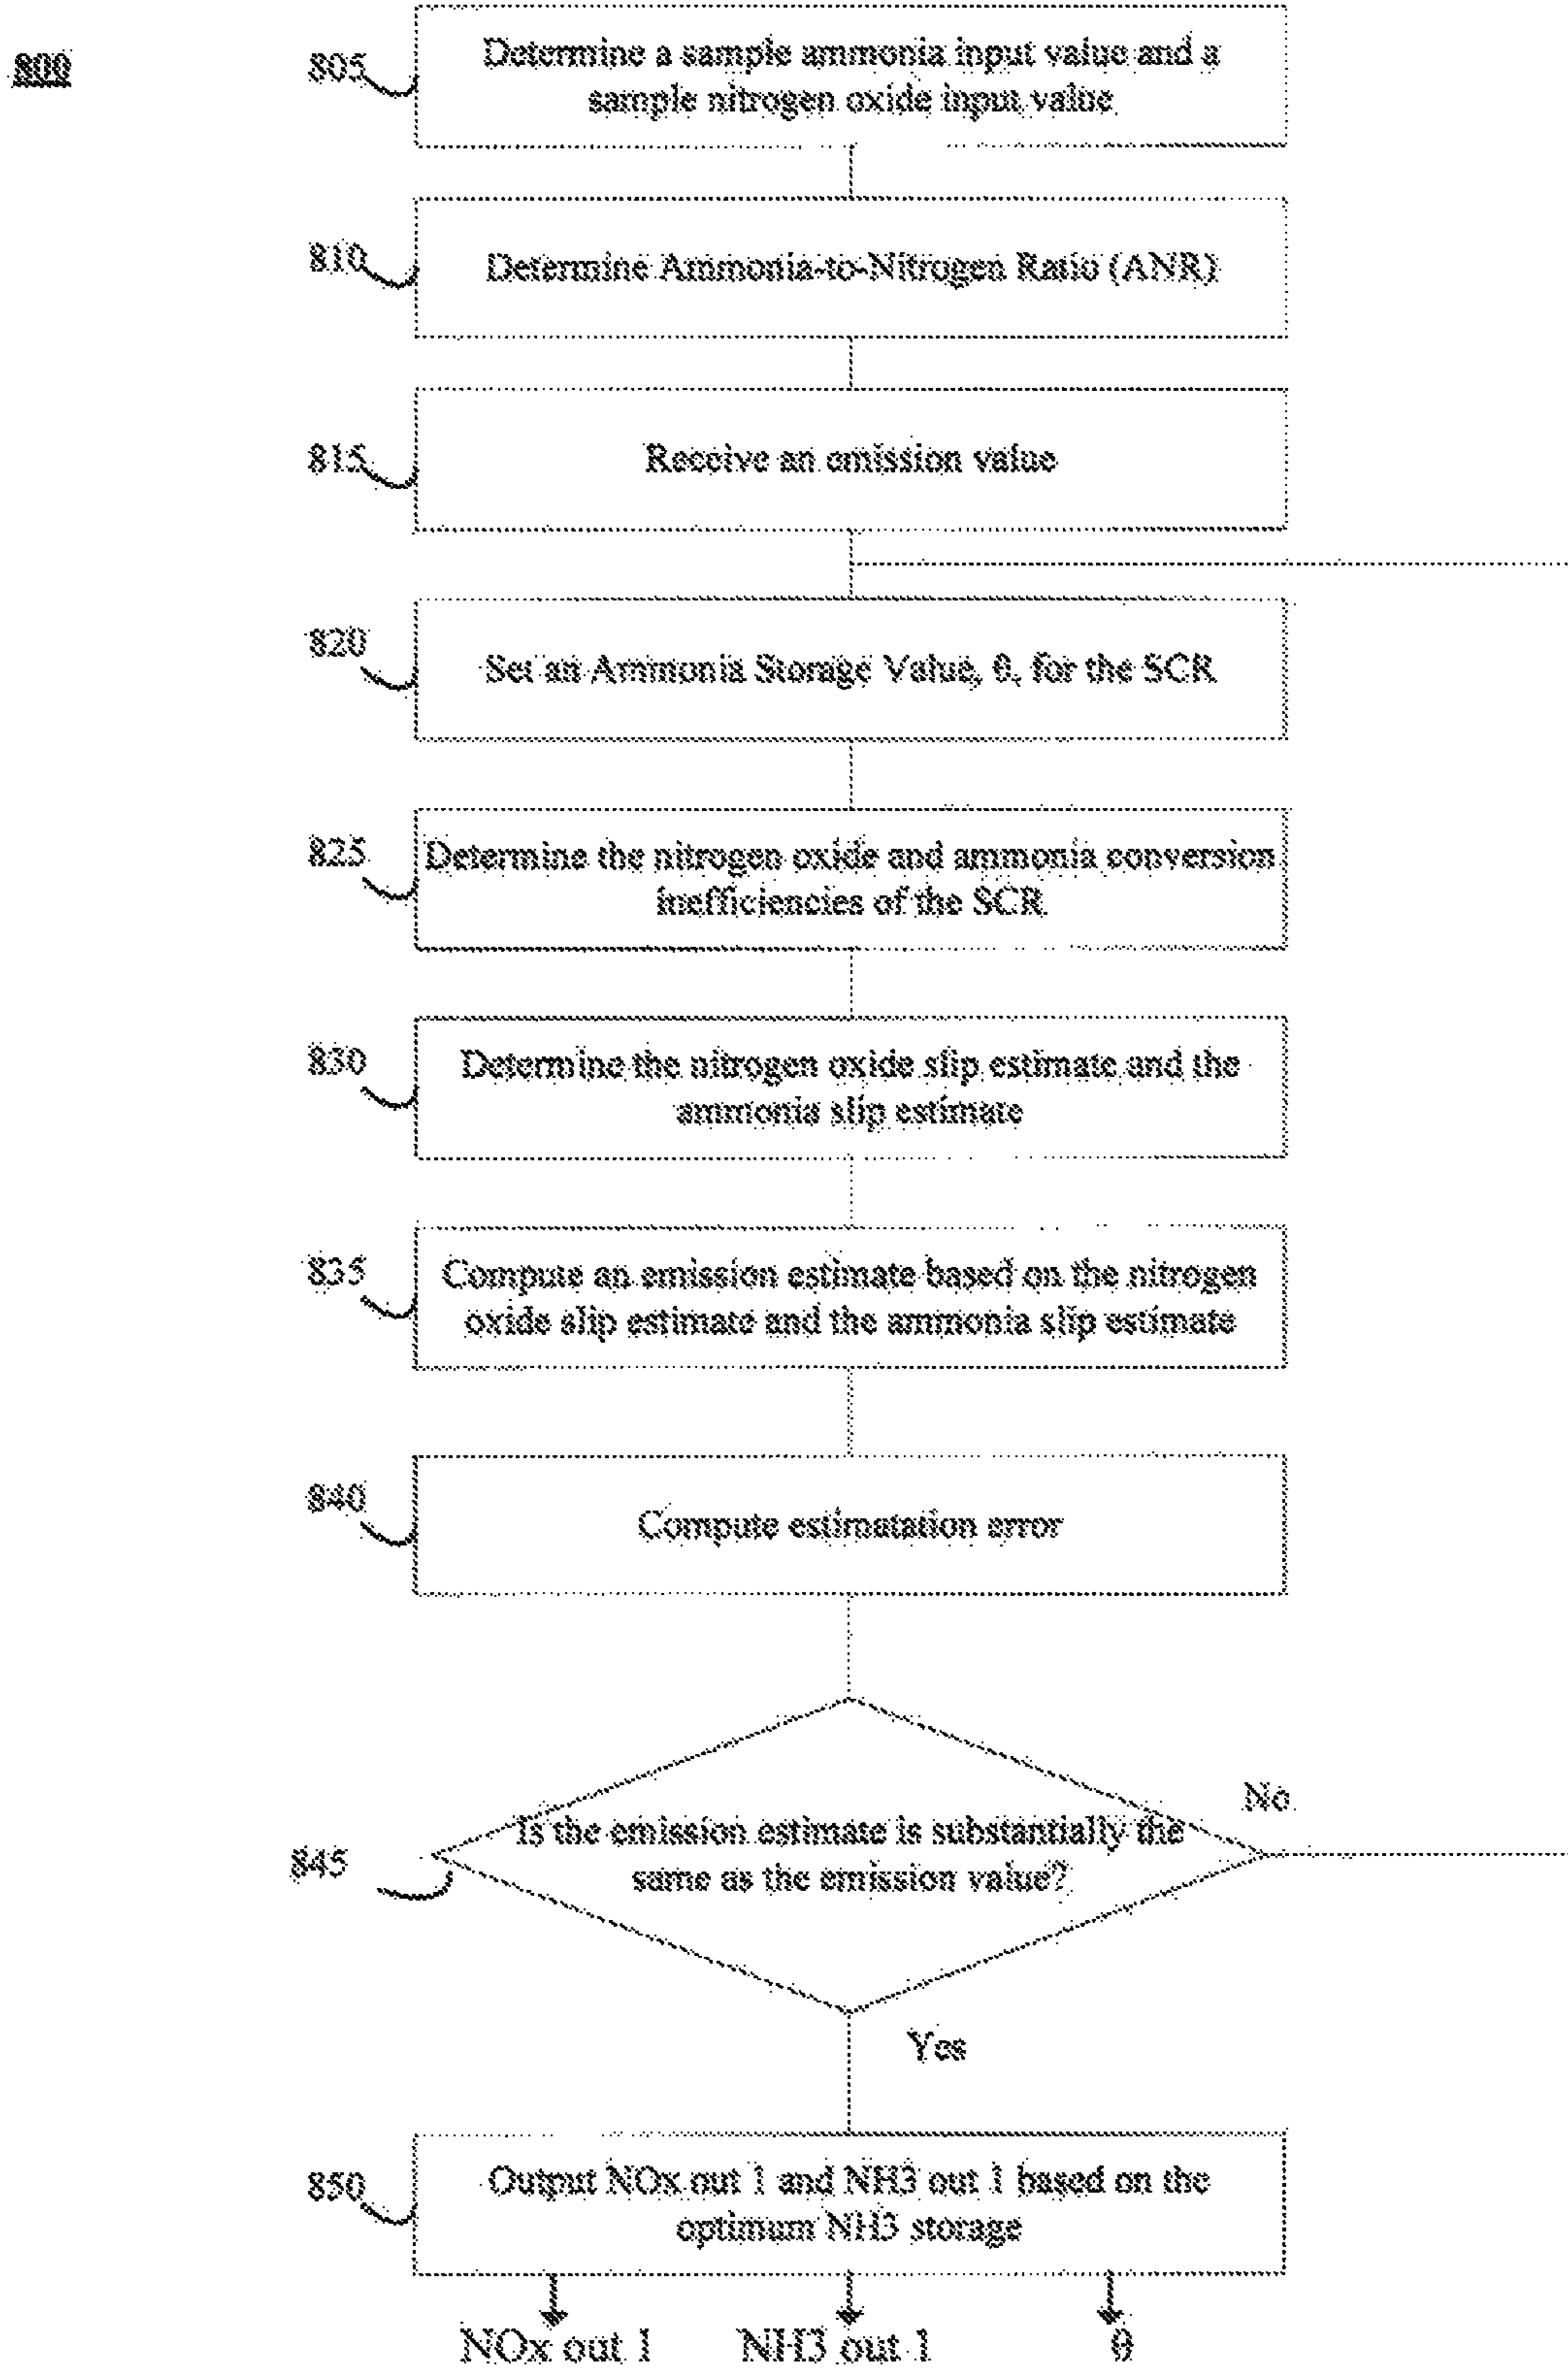 800
805
Determine a sample ammonia input value and a
sample nitrogen oxide input value
810
Determine Ammonia-to-Nitrogen Ratio (ANR)
815
Receive an emission value
820
Set an Ammonia Storage Value, θ, for the SCR
825
Determine the nitrogen oxide and ammonia conversion
inefficiencies of the SCR
830
Determine the nitrogen oxide slip estimate and the
ammonia slip estimate
835
Compute an emission estimate based on the nitrogen
oxide slip estimate and the ammonia slip estimate
840
Compute estimatation error
845
Is the emission estimate is substantially the
same as the emission value?
No
Yes
850
Output NOx out 1 and NH3 out 1 based on the
optimum NH3 storage
NOx out 1
NH3 out 1
θ